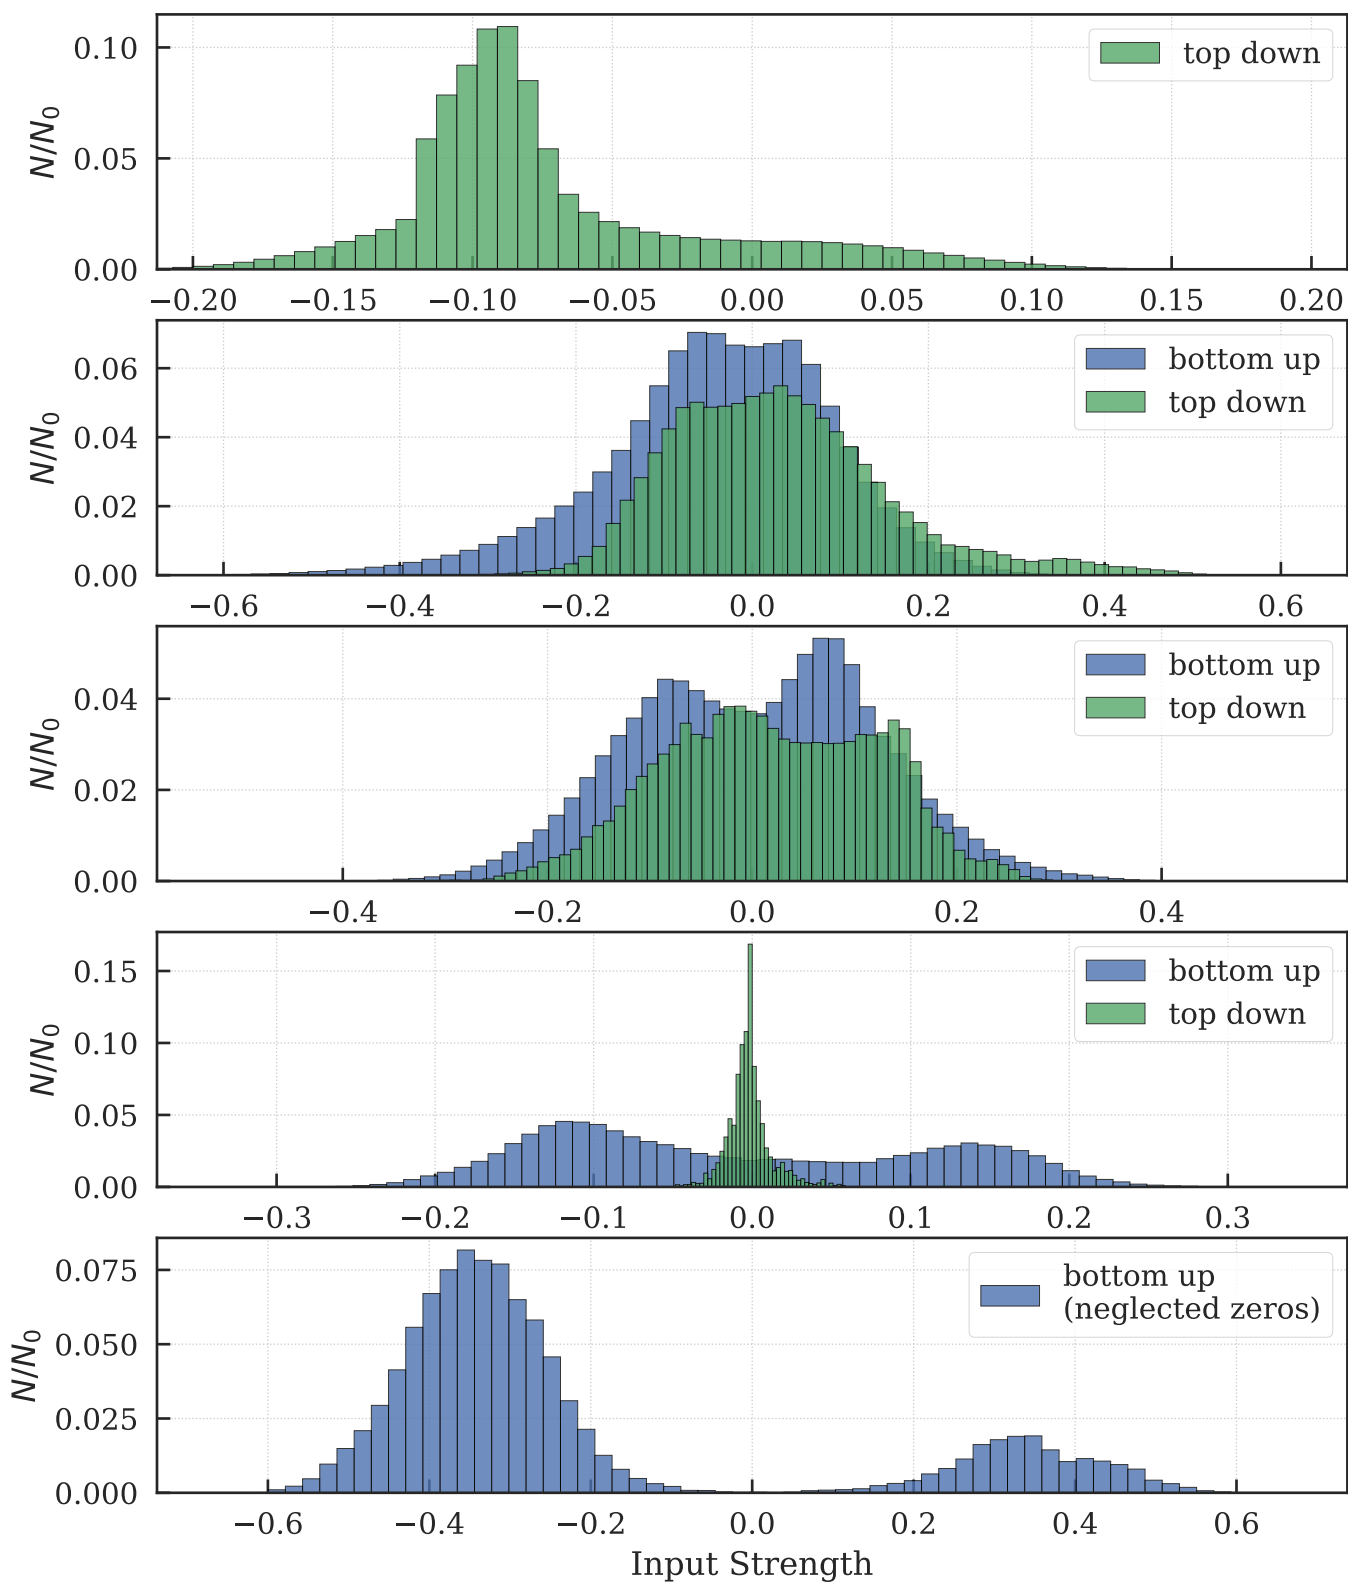 0.10
0.05
0.00
N/N₀
top down
−0.20 −0.15 −0.10 −0.05 0.00 0.05 0.10 0.15 0.20
0.06
0.04
0.02
0.00
N/N₀
bottom up
top down
−0.6 −0.4 −0.2 0.0 0.2 0.4 0.6
0.04
0.02
0.00
N/N₀
bottom up
top down
−0.4 −0.2 0.0 0.2 0.4
0.15
0.10
0.05
0.00
N/N₀
bottom up
top down
−0.3 −0.2 −0.1 0.0 0.1 0.2 0.3
0.075
0.050
0.025
0.000
N/N₀
bottom up
(neglected zeros)
−0.6 −0.4 −0.2 0.0 0.2 0.4 0.6
Input Strength